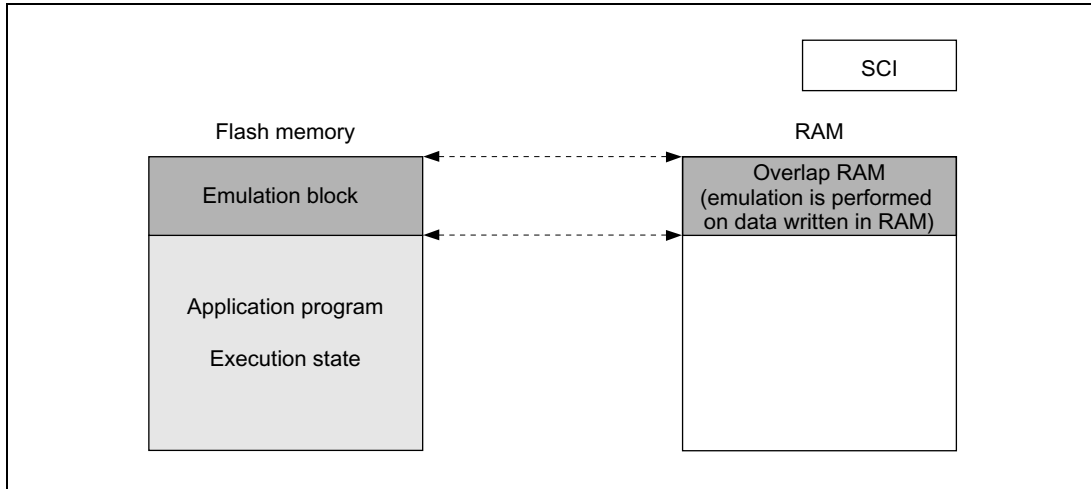 SCI
Flash memory
RAM
Emulation block
Overlap RAM
(emulation is performed
on data written in RAM)
Application program
Execution state